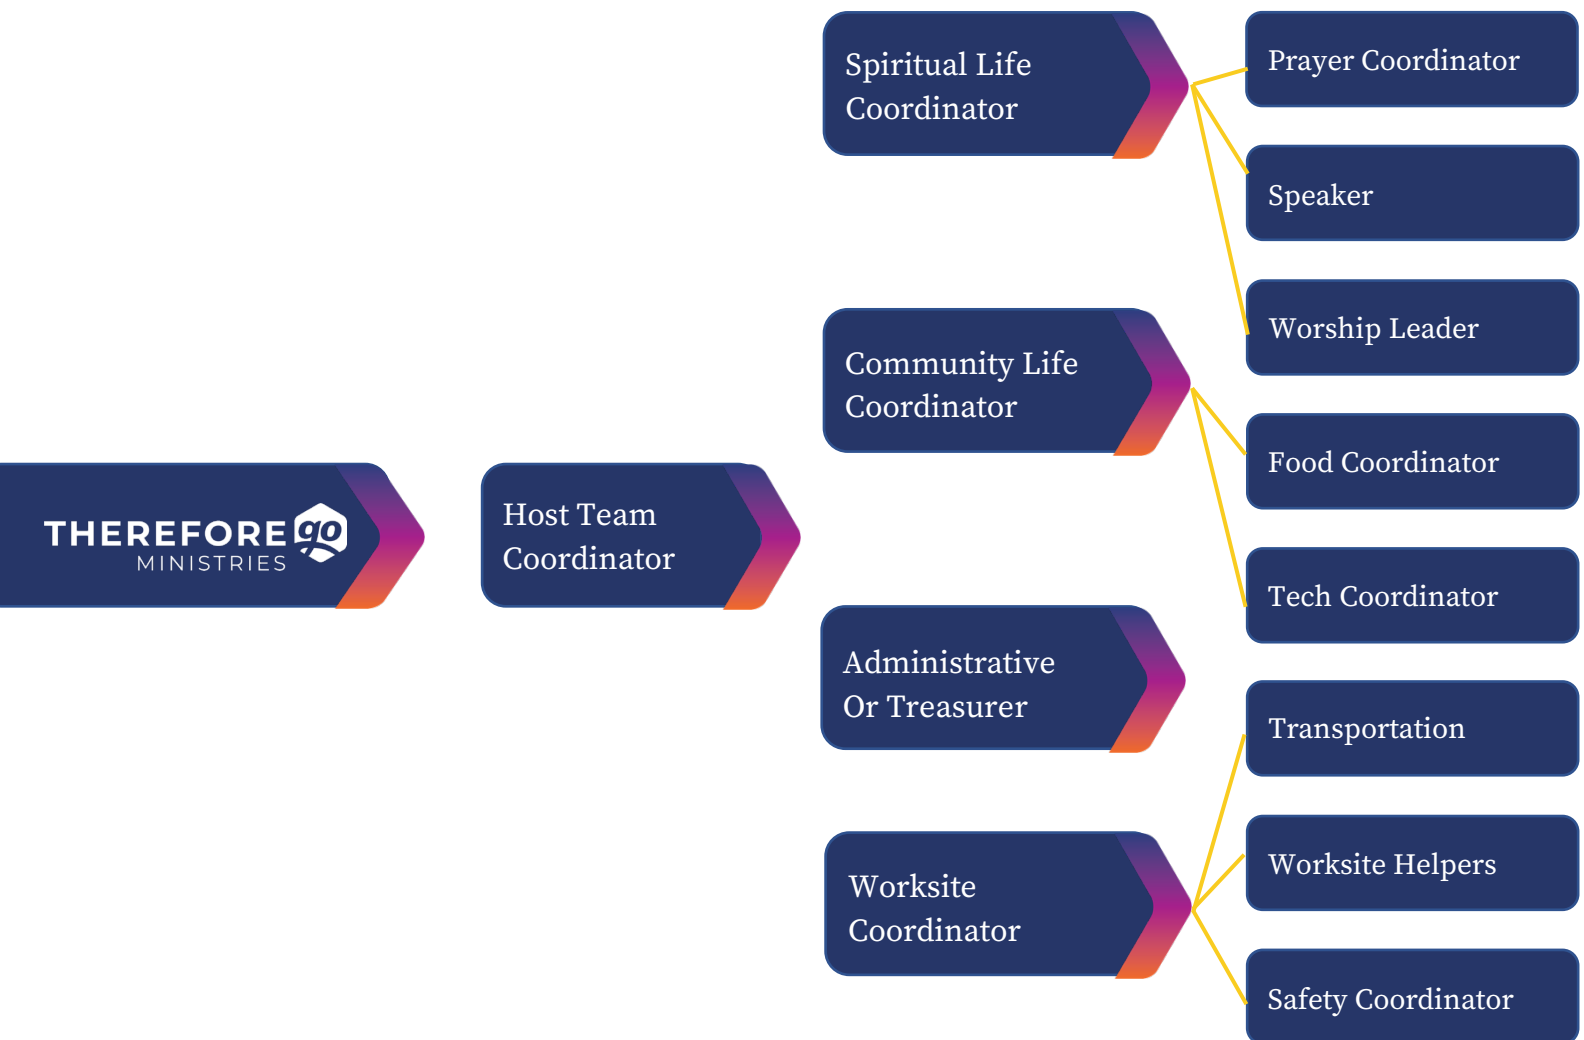 THEREFORE go
MINISTRIES
Host Team
Coordinator
Spiritual Life
Coordinator
Community Life
Coordinator
Administrative
Or Treasurer
Worksite
Coordinator
Prayer Coordinator
Speaker
Worship Leader
Food Coordinator
Tech Coordinator
Transportation
Worksite Helpers
Safety Coordinator